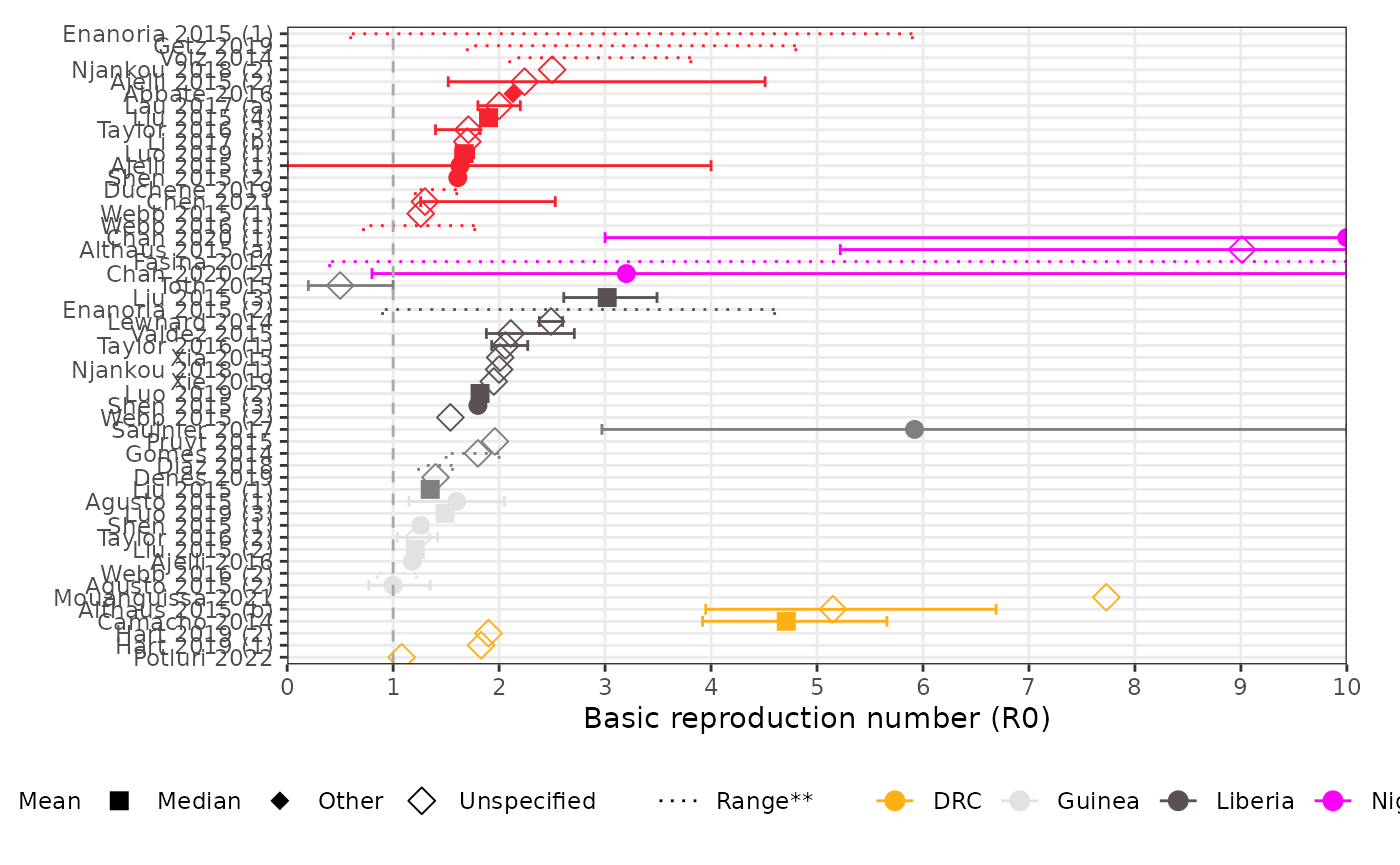 Enanoria 2015 (1)
Getz 2019
Volz 2014
Njankou 2018 (2)
Ajelli 2015 (2)
Abbate 2016
Lau 2017 (a)
Liu 2015 (4)
Taylor 2016 (3)
Li 2017 (b)
Luo 2019 (1)
Ajelli 2015 (1)
Shen 2015 (2)
Duchene 2019
Chen 2021
Webb 2015 (1)
Webb 2016 (1)
Chan 2020 (1)
Althaus 2015 (a)
Fasina 2014
Chan 2020 (2)
Toth 2015
Liu 2015 (3)
Enanoria 2015 (2)
Lewnard 2014
Valdez 2015
Taylor 2016 (1)
Xia 2015
Njankou 2018 (1)
Xie 2019
Luo 2019 (2)
Shen 2015 (3)
Webb 2015 (2)
Saulnier 2017
Pruyt 2015
Gomes 2014
Diaz 2018
Denes 2019
Liu 2015 (1)
Agusto 2015 (1)
Luo 2019 (3)
Shen 2015 (1)
Taylor 2016 (2)
Liu 2015 (2)
Ajelli 2016
Webb 2016 (2)
Agusto 2015 (2)
Mouanguissa 2021
Althaus 2015 (b)
Camacho 2014
Hart 2019 (2)
Hart 2019 (1)
Potluri 2022
0 1 2 3 4 5 6 7 8 9 10
Basic reproduction number (R0)
Mean Median Other Unspecified Range** DRC Guinea Liberia Nig